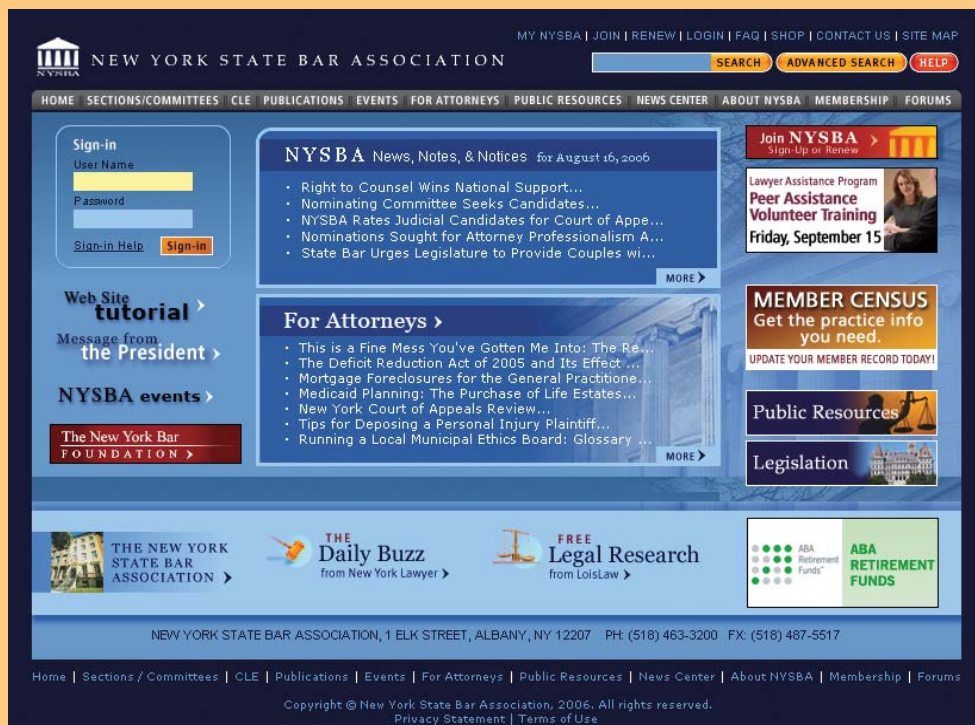 MY NYSBA | JOIN | RENEW | LOGIN | FAQ | SHOP | CONTACT US | SITE MAP
NYSBA
NEW YORK STATE BAR ASSOCIATION
SEARCH
ADVANCED SEARCH
HELP
HOME SECTIONS/COMMITTEES CLE PUBLICATIONS EVENTS FOR ATTORNEYS PUBLIC RESOURCES NEWS CENTER ABOUT NYSBA MEMBERSHIP FORUMS
Sign-in
User Name
Password
Sign-in Help
Sign-in
Web Site
tutorial ›
Message from
the President ›
NYSBA events ›
The New York Bar
FOUNDATION ›
NYSBA News, Notes, & Notices for August 16, 2006
· Right to Counsel Wins National Support...
· Nominating Committee Seeks Candidates...
· NYSBA Rates Judicial Candidates for Court of Appe...
· Nominations Sought for Attorney Professionalism A...
· State Bar Urges Legislature to Provide Couples wi...
MORE ›
For Attorneys ›
· This is a Fine Mess You've Gotten Me Into: The Re...
· The Deficit Reduction Act of 2005 and Its Effect ...
· Mortgage Foreclosures for the General Practitione...
· Medicaid Planning: The Purchase of Life Estates...
· New York Court of Appeals Review...
· Tips for Deposing a Personal Injury Plaintiff...
· Running a Local Municipal Ethics Board: Glossary ...
MORE ›
Join NYSBA ›
Sign-Up or Renew
Lawyer Assistance Program
Peer Assistance
Volunteer Training
Friday, September 15
MEMBER CENSUS
Get the practice info
you need.
UPDATE YOUR MEMBER RECORD TODAY!
Public Resources
Legislation
THE NEW YORK
STATE BAR
ASSOCIATION ›
THE
Daily Buzz
from New York Lawyer ›
FREE
Legal Research
from LoisLaw ›
ABA
Retirement
Funds™
ABA
RETIREMENT
FUNDS
NEW YORK STATE BAR ASSOCIATION, 1 ELK STREET, ALBANY, NY 12207 PH: (518) 463-3200 FX: (518) 487-5517
Home | Sections / Committees | CLE | Publications | Events | For Attorneys | Public Resources | News Center | About NYSBA | Membership | Forums
Copyright © New York State Bar Association, 2006. All rights reserved.
Privacy Statement | Terms of Use